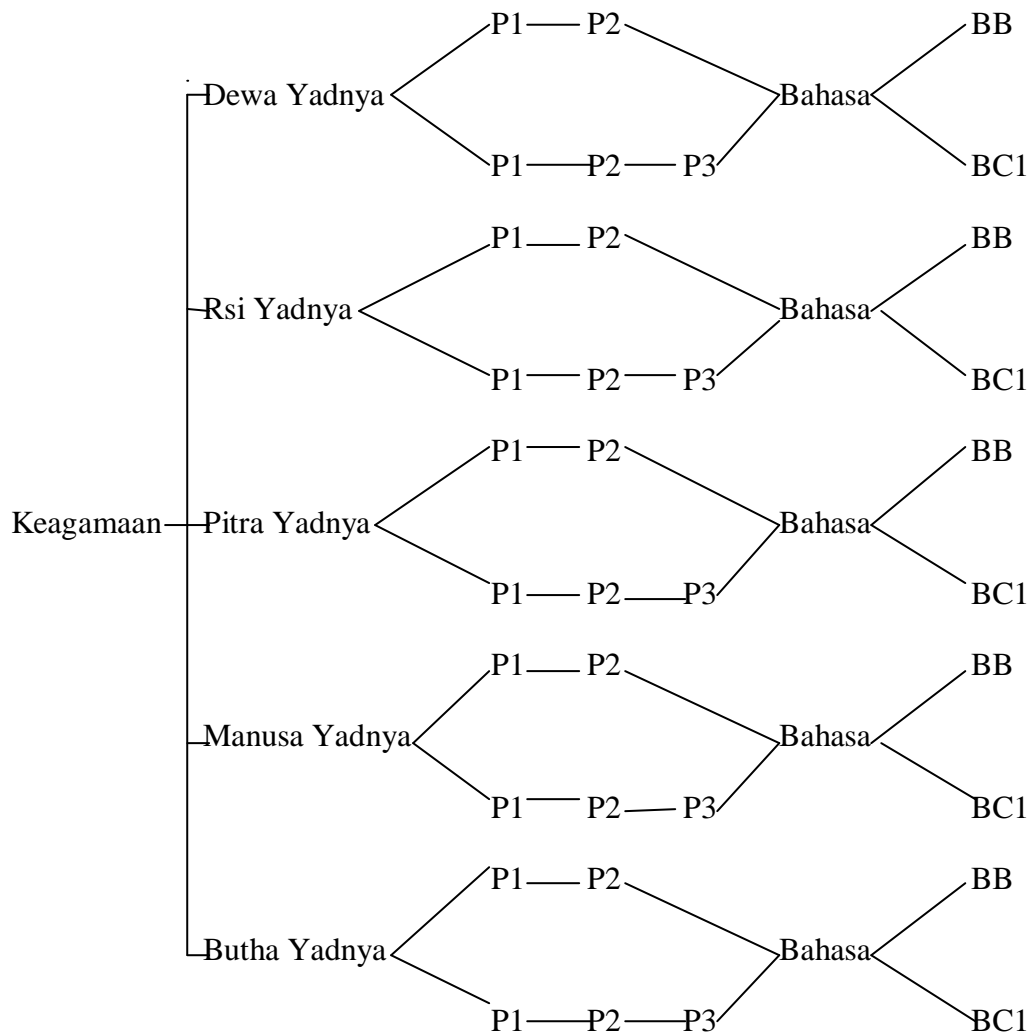 P1 P2 BB
Dewa Yadnya Bahasa
P1 P2 P3 BC1
P1 P2 BB
Rsi Yadnya Bahasa
P1 P2 P3 BC1
P1 P2 BB
Keagamaan Pitra Yadnya Bahasa
P1 P2 P3 BC1
P1 P2 BB
Manusa Yadnya Bahasa
P1 P2 P3 BC1
P1 P2 BB
Butha Yadnya Bahasa
P1 P2 P3 BC1